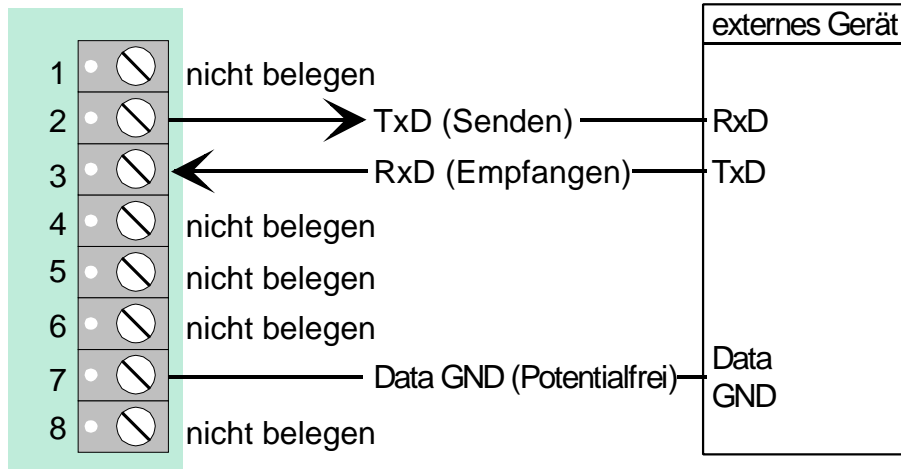 externes Gerät
1 nicht belegen
2 TxD (Senden) RxD
3 RxD (Empfangen) TxD
4 nicht belegen
5 nicht belegen
6 nicht belegen
7 Data GND (Potentialfrei) Data
GND
8 nicht belegen